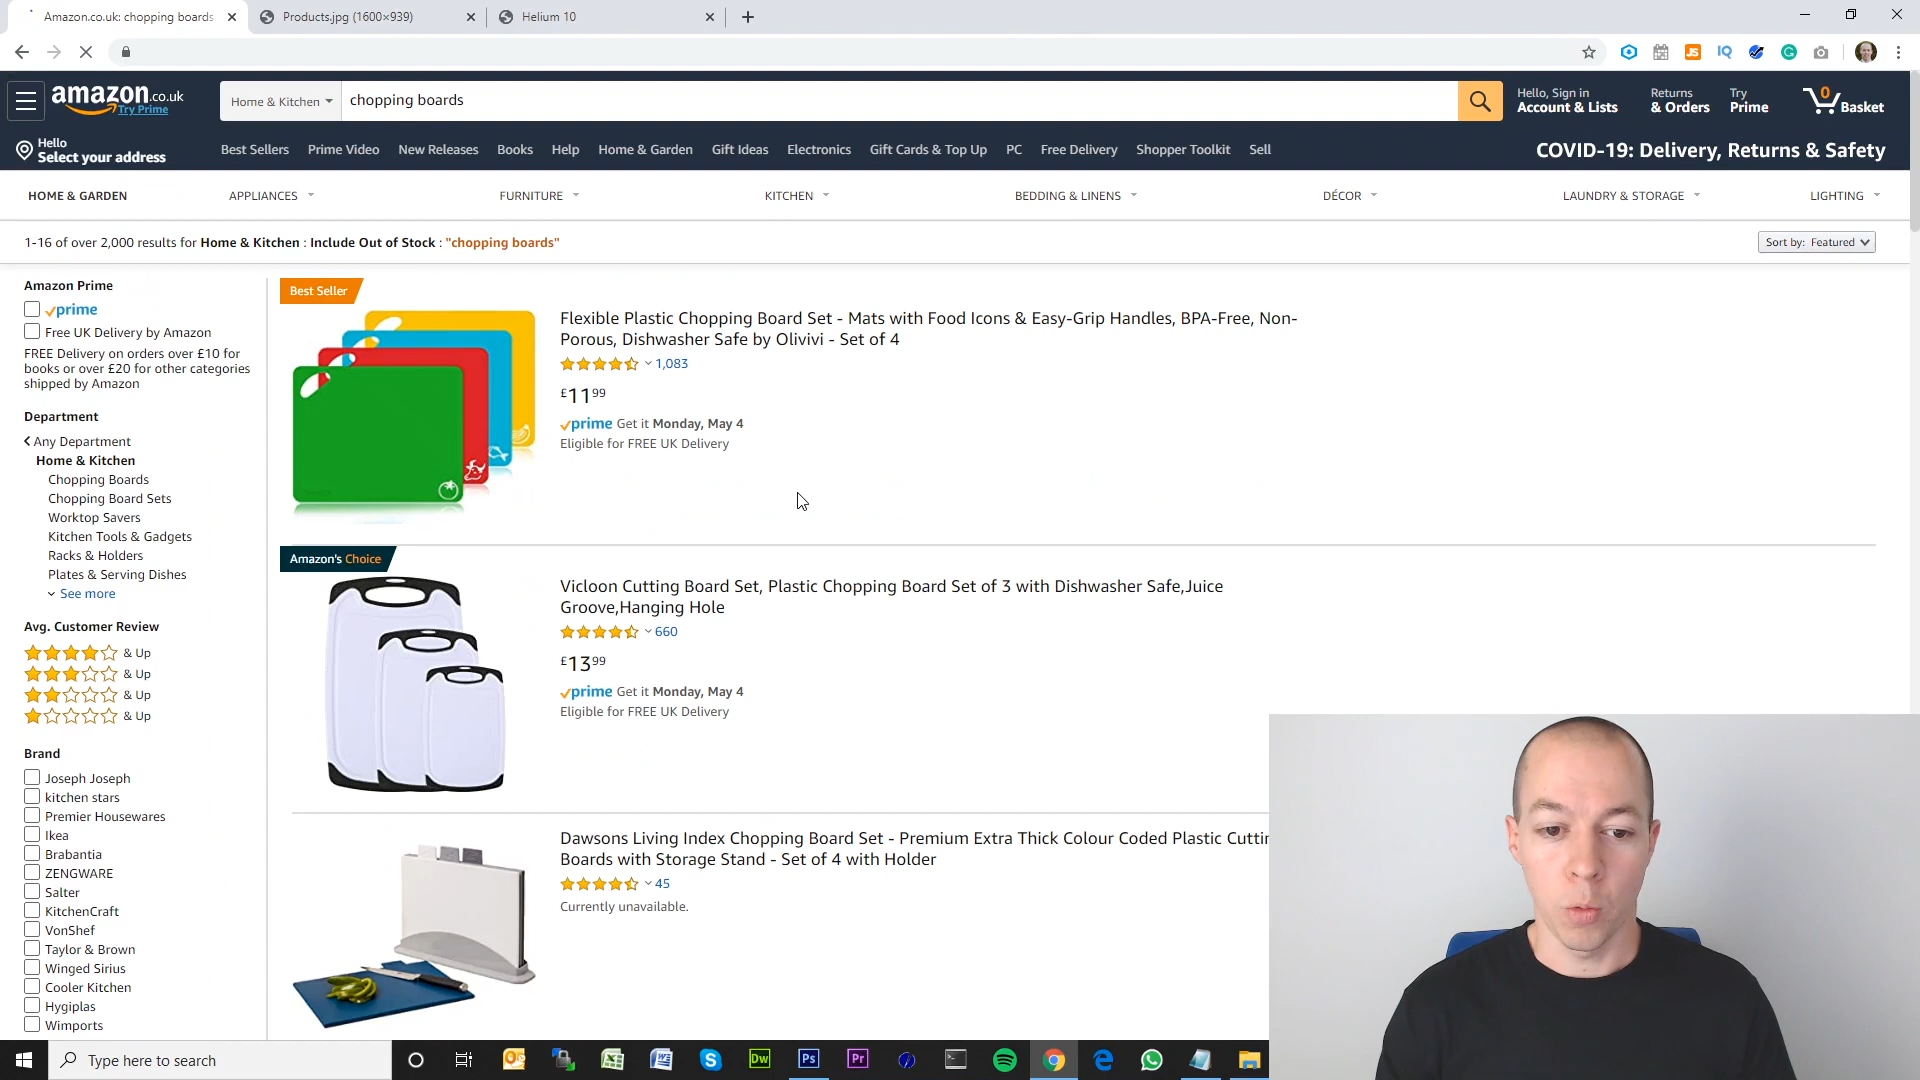 Amazon.co.uk: chopping boards
Products.jpg (1600×939)
Helium 10
amazon.co.uk
Try Prime
Home & Kitchen
chopping boards
Hello, Sign in
Account & Lists
Returns
& Orders
Try
Prime
0
Basket
Hello
Select your address
Best Sellers Prime Video New Releases Books Help Home & Garden Gift Ideas Electronics Gift Cards & Top Up PC Free Delivery Shopper Toolkit Sell
COVID-19: Delivery, Returns & Safety
HOME & GARDEN APPLIANCES FURNITURE KITCHEN BEDDING & LINENS DÉCOR LAUNDRY & STORAGE LIGHTING
1-16 of over 2,000 results for Home & Kitchen : Include Out of Stock : "chopping boards"
Sort by: Featured
Amazon Prime
prime
Free UK Delivery by Amazon
FREE Delivery on orders over £10 for
books or over £20 for other categories
shipped by Amazon
Department
Any Department
Home & Kitchen
Chopping Boards
Chopping Board Sets
Worktop Savers
Kitchen Tools & Gadgets
Racks & Holders
Plates & Serving Dishes
See more
Avg. Customer Review
& Up
& Up
& Up
& Up
Brand
Joseph Joseph
kitchen stars
Premier Housewares
Ikea
Brabantia
ZENGWARE
Salter
KitchenCraft
VonShef
Taylor & Brown
Winged Sirius
Cooler Kitchen
Hygiplas
Wimports
Best Seller
Flexible Plastic Chopping Board Set - Mats with Food Icons & Easy-Grip Handles, BPA-Free, Non-
Porous, Dishwasher Safe by Olivivi - Set of 4
1,083
£11.99
prime Get it Monday, May 4
Eligible for FREE UK Delivery
Amazon's Choice
Vicloon Cutting Board Set, Plastic Chopping Board Set of 3 with Dishwasher Safe,Juice
Groove,Hanging Hole
660
£13.99
prime Get it Monday, May 4
Eligible for FREE UK Delivery
Dawsons Living Index Chopping Board Set - Premium Extra Thick Colour Coded Plastic Cuttin
Boards with Storage Stand - Set of 4 with Holder
45
Currently unavailable.
JS
IQ
Type here to search
Dw
Ps
Pr